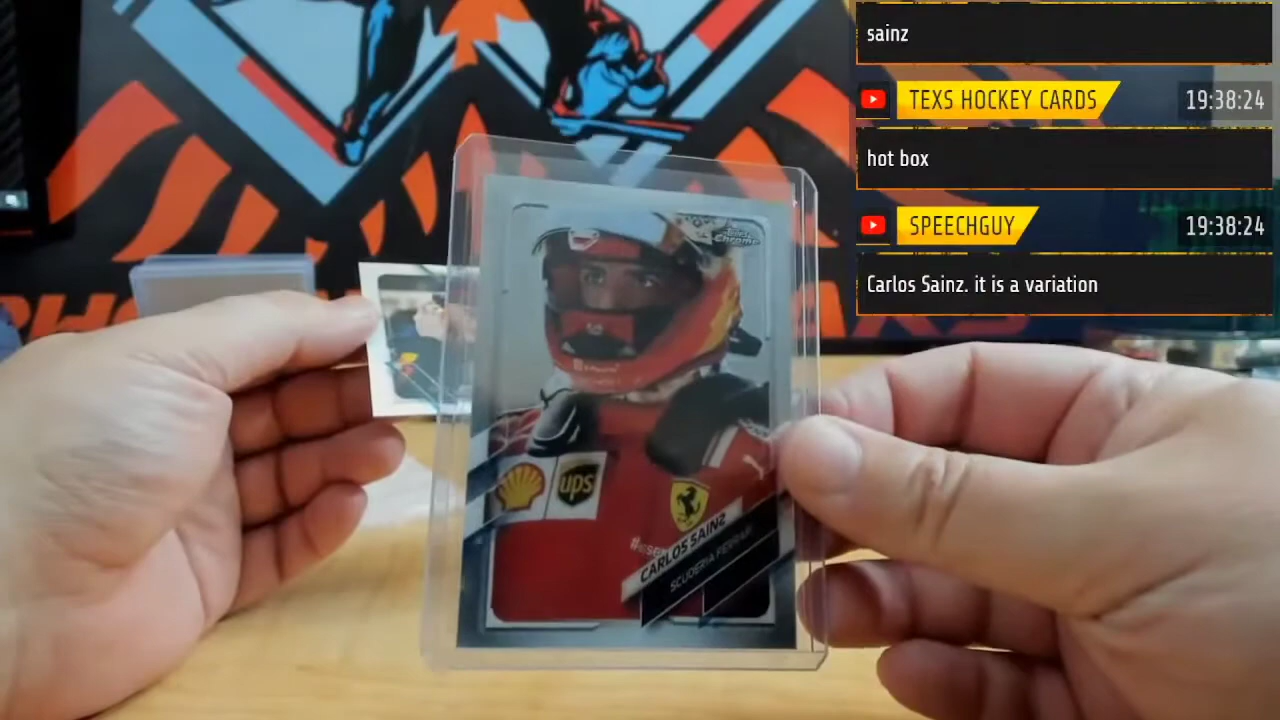 sainz
TEXS HOCKEY CARDS 19:38:24
hot box
SPEECHGUY 19:38:24
Carlos Sainz. it is a variation
Topps
Chrome
ups
CARLOS SAINZ
SCUDERIA FERRARI